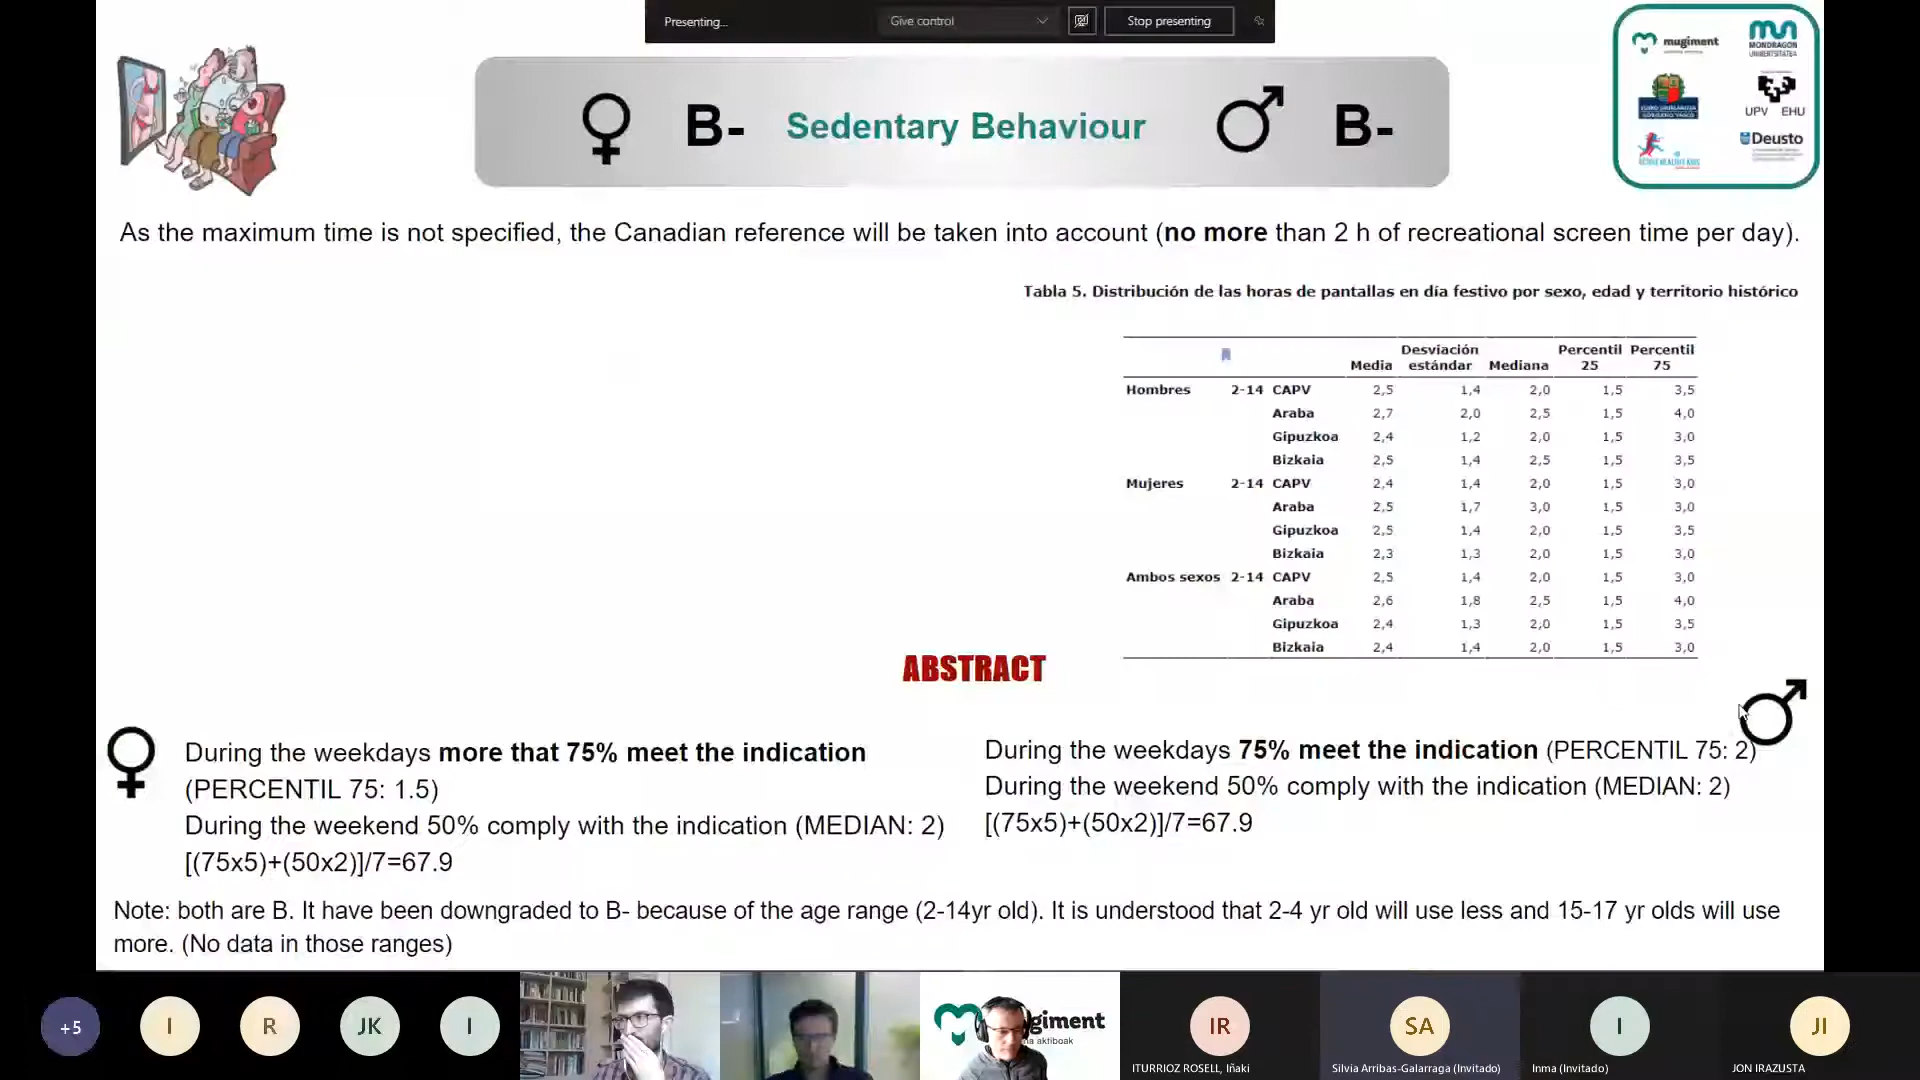 Presenting...
Give control
Stop presenting
mugiment
MONDRAGON
UNIBERTSITATEA
EUSKO JAURLARITZA
GOBIERNO VASCO
UPV EHU
ACTIVE HEALTHY KIDS
Deusto
B- Sedentary Behaviour B-
As the maximum time is not specified, the Canadian reference will be taken into account (no more than 2 h of recreational screen time per day).
Tabla 5. Distribución de las horas de pantallas en día festivo por sexo, edad y territorio histórico
Media Desviación estándar Mediana Percentil 25 Percentil 75
Hombres 2-14 CAPV 2,5 1,4 2,0 1,5 3,5
Araba 2,7 2,0 2,5 1,5 4,0
Gipuzkoa 2,4 1,2 2,0 1,5 3,0
Bizkaia 2,5 1,4 2,5 1,5 3,5
Mujeres 2-14 CAPV 2,4 1,4 2,0 1,5 3,0
Araba 2,5 1,7 3,0 1,5 3,0
Gipuzkoa 2,5 1,4 2,0 1,5 3,5
Bizkaia 2,3 1,3 2,0 1,5 3,0
Ambos sexos 2-14 CAPV 2,5 1,4 2,0 1,5 3,0
Araba 2,6 1,8 2,5 1,5 4,0
Gipuzkoa 2,4 1,3 2,0 1,5 3,5
Bizkaia 2,4 1,4 2,0 1,5 3,0
ABSTRACT
During the weekdays more that 75% meet the indication
(PERCENTIL 75: 1.5)
During the weekend 50% comply with the indication (MEDIAN: 2)
[(75x5)+(50x2)]/7=67.9
During the weekdays 75% meet the indication (PERCENTIL 75: 2)
During the weekend 50% comply with the indication (MEDIAN: 2)
[(75x5)+(50x2)]/7=67.9
Note: both are B. It have been downgraded to B- because of the age range (2-14yr old). It is understood that 2-4 yr old will use less and 15-17 yr olds will use
more. (No data in those ranges)
+5
I
R
JK
I
giment
na aktiboak
IR
ITURRIOZ ROSELL, Iñaki
SA
Silvia Arribas-Galarraga (Invitado)
I
Inma (Invitado)
JI
JON IRAZUSTA